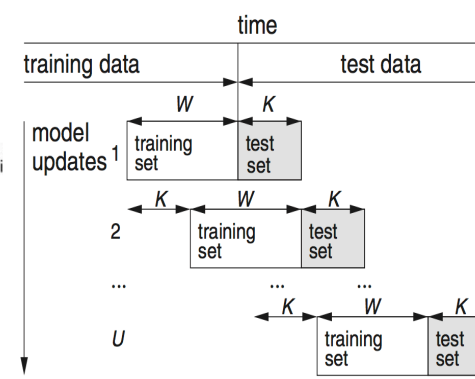 time
training data
test data
W
K
model
updates
i
1
training
set
test
set
K
W
K
2
training
set
test
set
...
...
...
K
W
K
U
training
set
test
set